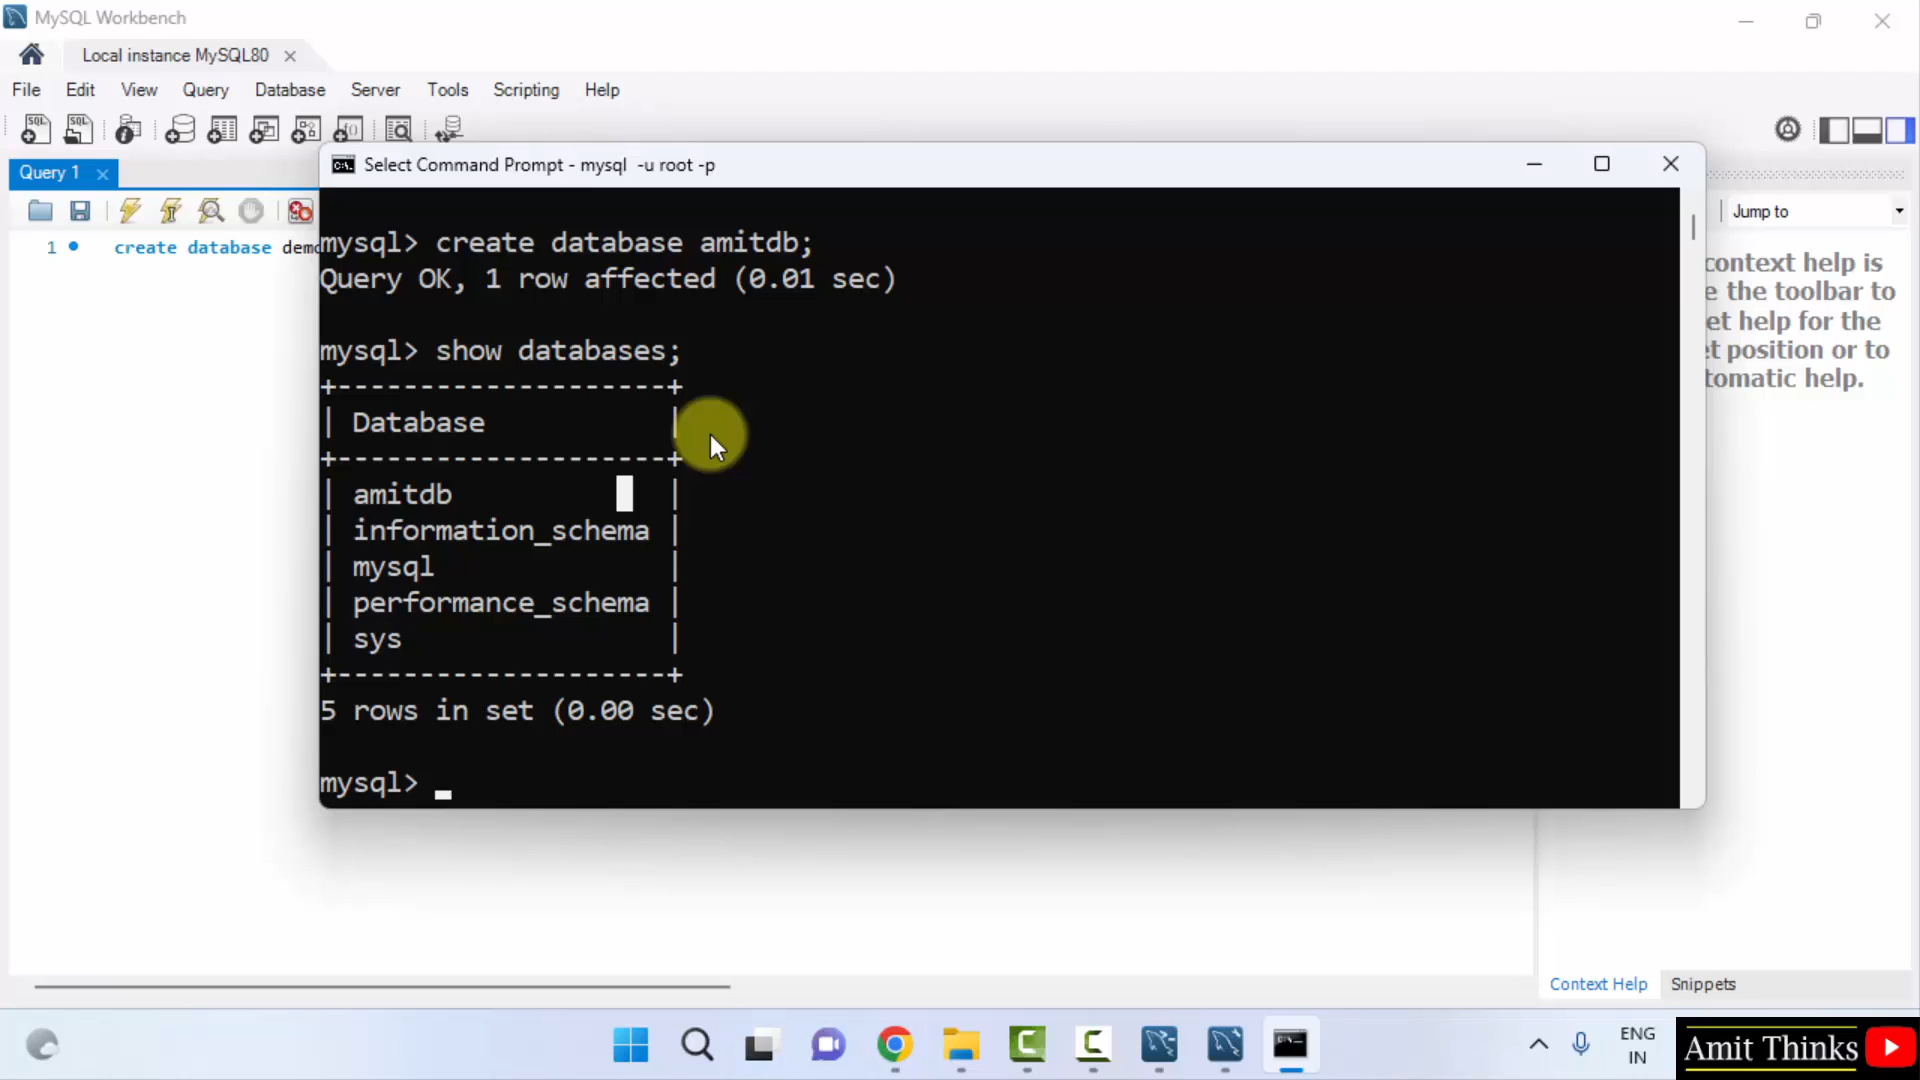 MySQL Workbench
Local instance MySQL80
File Edit View Query Database Server Tools Scripting Help
Select Command Prompt - mysql -u root -p
Query 1
Jump to
1 create database demo
mysql> create database amitdb;
Query OK, 1 row affected (0.01 sec)
mysql> show databases;
+--------------------+
| Database |
+--------------------+
| amitdb |
| information_schema |
| mysql |
| performance_schema |
| sys |
+--------------------+
5 rows in set (0.00 sec)
mysql>
context help is
e the toolbar to
et help for the
t position or to
tomatic help.
Context Help Snippets
ENG
IN
Amit Thinks